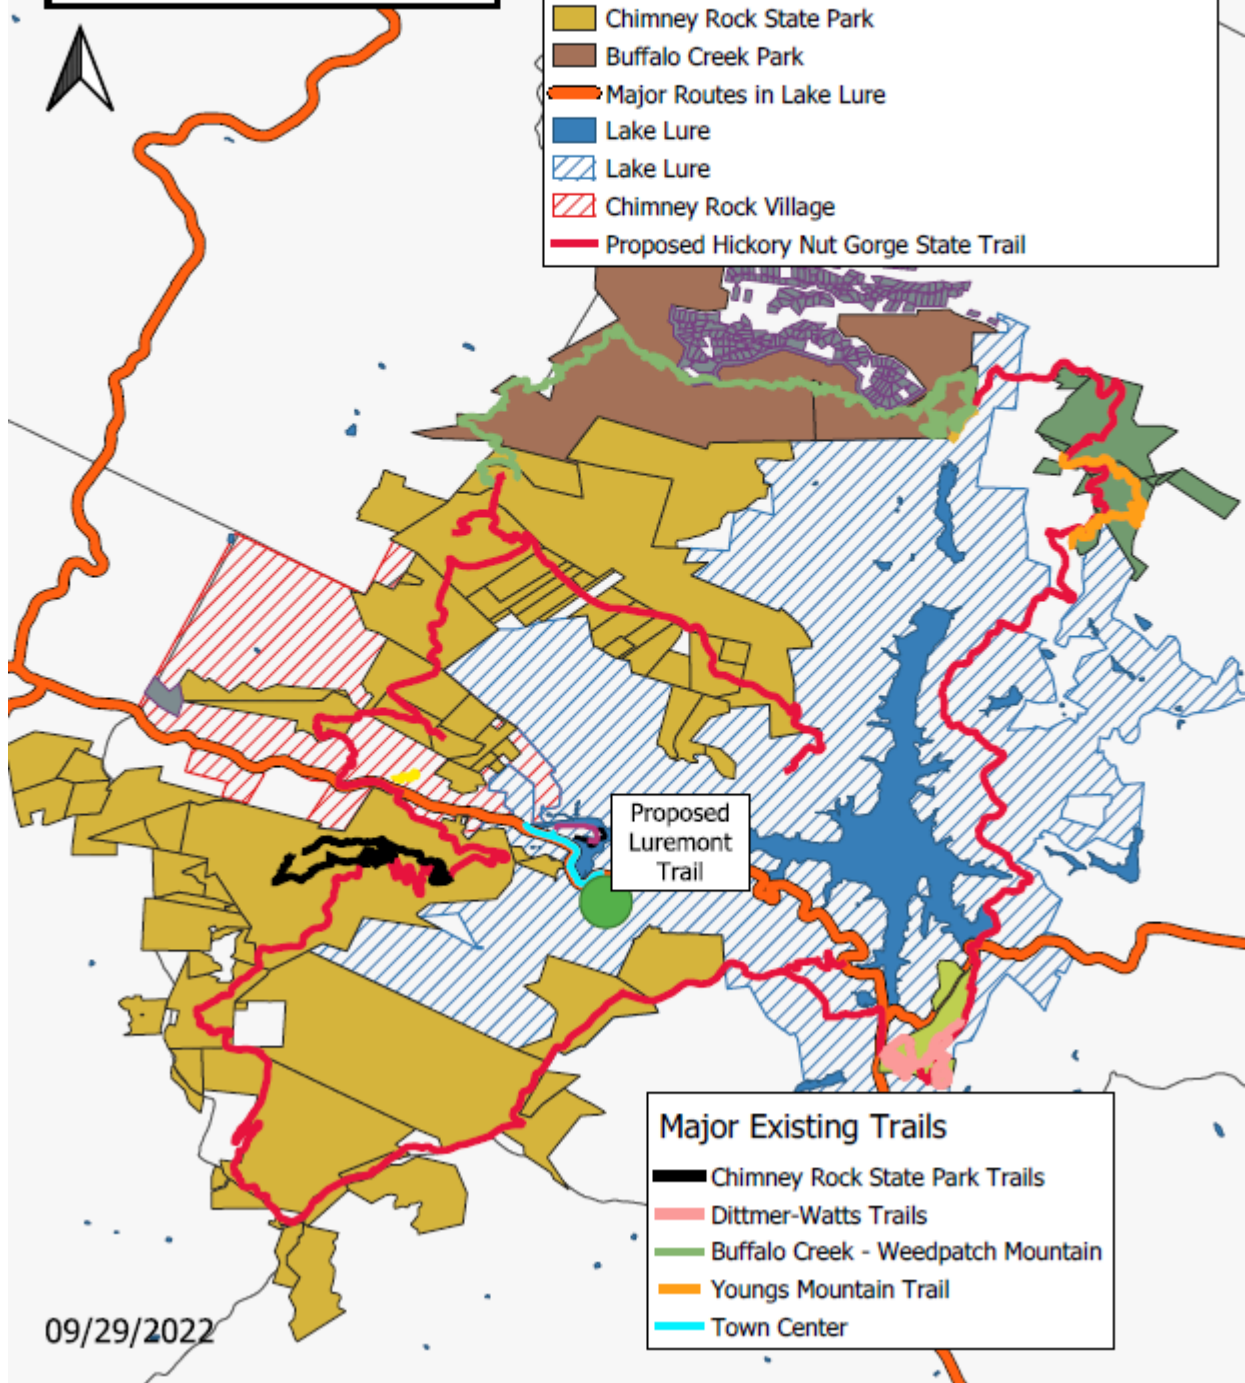 Chimney Rock State Park
Buffalo Creek Park
Major Routes in Lake Lure
Lake Lure
Lake Lure
Chimney Rock Village
Proposed Hickory Nut Gorge State Trail
Proposed
Luremont
Trail
Major Existing Trails
Chimney Rock State Park Trails
Dittmer-Watts Trails
Buffalo Creek - Weedpatch Mountain
Youngs Mountain Trail
Town Center
09/29/2022